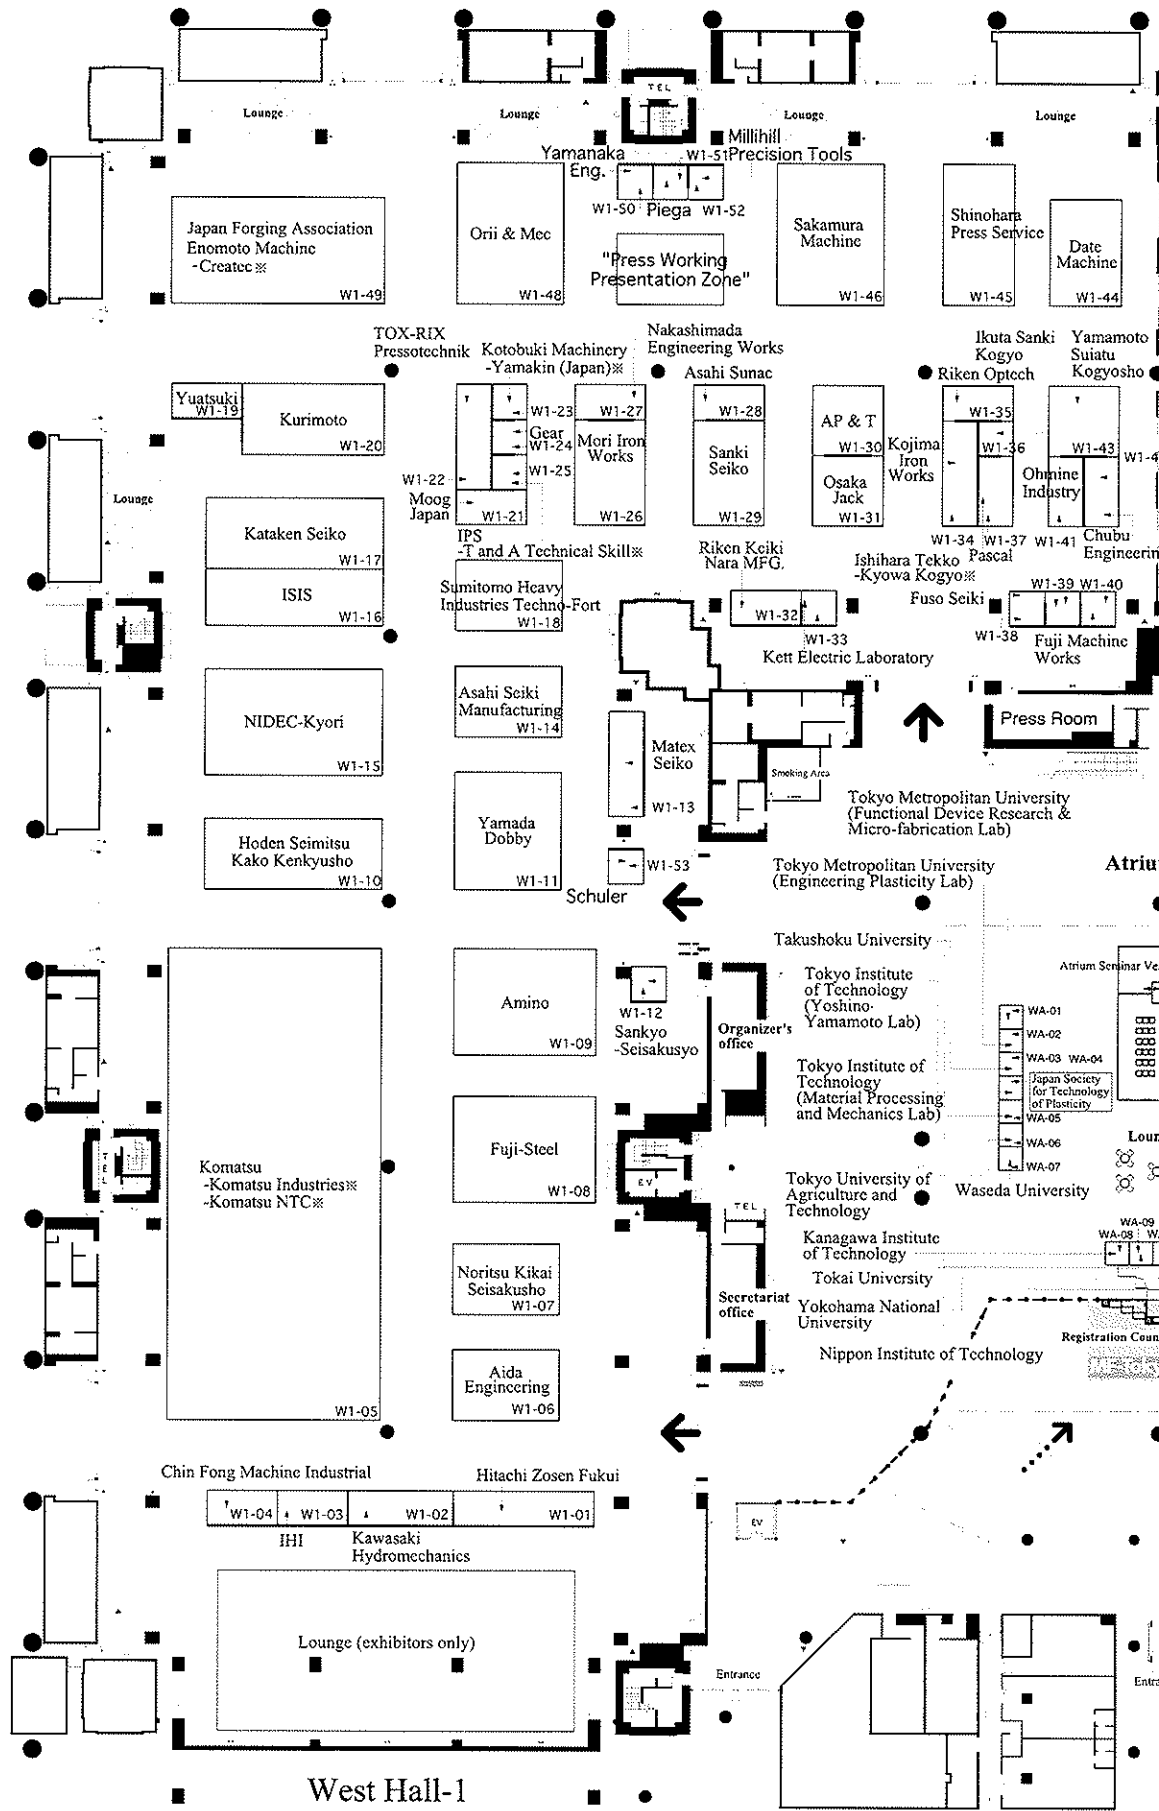 TEL
Lounge
Lounge
Lounge
Lounge
Millihill
W1-51 Precision Tools
Yamanaka
Eng.
W1-50
Piega
W1-52
Japan Forging Association
Enomoto Machine
-Createc※
W1-49
Orii & Mec
W1-48
"Press Working
Presentation Zone"
Sakamura
Machine
W1-46
Shinohara
Press Service
W1-45
Date
Machine
W1-44
TOX-RIX
Pressotechnik
Kotobuki Machinery
-Yamakin (Japan)※
Nakashimada
Engineering Works
Asahi Sunac
Ikuta Sanki
Kogyo
Riken Optech
Yamamoto
Suiatu
Kogyosho
Yuatsuki
W1-19
Kurimoto
W1-20
W1-23
Gear
W1-24
W1-25
W1-22
Moog
Japan
W1-21
IPS
-T and A Technical Skill※
W1-27
Mori Iron
Works
W1-26
W1-28
Sanki
Seiko
W1-29
AP & T
W1-30
Osaka
Jack
W1-31
Kojima
Iron
Works
W1-35
W1-36
W1-34
W1-37
Pascal
W1-43
W1-4
Ohmine
Industry
W1-41
Chubu
Engineerin
Lounge
Kataken Seiko
W1-17
ISIS
W1-16
Sumitomo Heavy
Industries Techno-Fort
W1-18
Riken Keiki
Nara MFG.
W1-32
W1-33
Kett Electric Laboratory
Ishihara Tekko
-Kyowa Kogyo※
Fuso Seiki
W1-39
W1-40
W1-38
Fuji Machine
Works
NIDEC-Kyori
W1-15
Asahi Seiki
Manufacturing
W1-14
Matex
Seiko
W1-13
Smoking Area
Press Room
Hoden Seimitsu
Kako Kenkyusho
W1-10
Yamada
Dobby
W1-11
W1-53
Schuler
Tokyo Metropolitan University
(Functional Device Research &
Micro-fabrication Lab)
Tokyo Metropolitan University
(Engineering Plasticity Lab)
Atriu
Takushoku University
Atrium Seminar Ve
Tokyo Institute
of Technology
(Yoshino-
Yamamoto Lab)
Tokyo Institute of
Technology
(Material Processing
and Mechanics Lab)
WA-01
WA-02
WA-03
WA-04
Japan Society
for Technology
of Plasticity
WA-05
WA-06
WA-07
Loun
Amino
W1-09
W1-12
Sankyo
-Seisakusyo
Organizer's
office
Komatsu
-Komatsu Industries※
-Komatsu NTC※
W1-05
TEL
Fuji-Steel
W1-08
EV
TEL
Tokyo University of
Agriculture and
Technology
Waseda University
Kanagawa Institute
of Technology
WA-09
WA-08
WA
Tokai University
Noritsu Kikai
Seisakusho
W1-07
Secretariat
office
Yokohama National
University
Registration Coun
Nippon Institute of Technology
Aida
Engineering
W1-06
Chin Fong Machine Industrial
Hitachi Zosen Fukui
W1-04
W1-03
W1-02
W1-01
IHI
Kawasaki
Hydromechanics
EV
Lounge (exhibitors only)
Entrance
Entra
West Hall-1